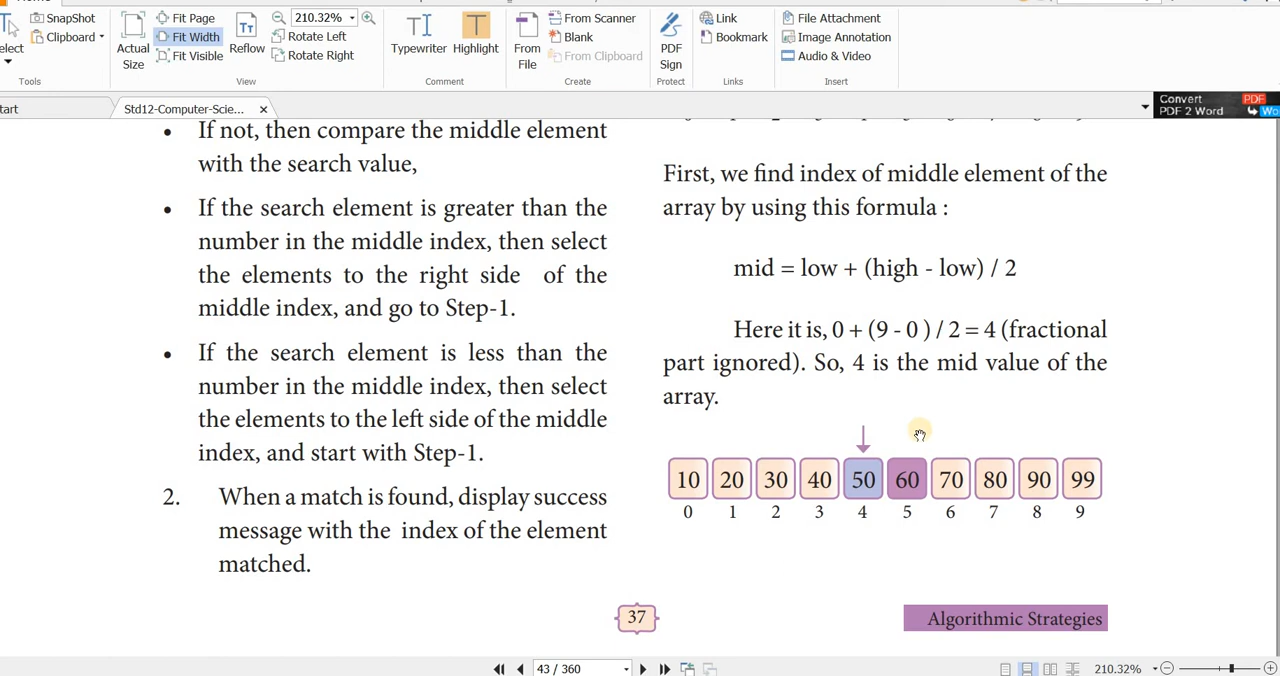 SnapShot
Clipboard
elect
Tools
Actual
Size
Fit Page
Fit Width
Fit Visible
Reflow
210.32%
Rotate Left
Rotate Right
View
Typewriter
Highlight
Comment
From
File
From Scanner
Blank
From Clipboard
Create
PDF
Sign
Protect
Link
Bookmark
Links
File Attachment
Image Annotation
Audio & Video
Insert
tart
Std12-Computer-Scie...
Convert
PDF 2 Word
PDF
Wo
If not, then compare the middle element
with the search value,
• If the search element is greater than the
number in the middle index, then select
the elements to the right side of the
middle index, and go to Step-1.
• If the search element is less than the
number in the middle index, then select
the elements to the left side of the middle
index, and start with Step-1.
2. When a match is found, display success
message with the index of the element
matched.
First, we find index of middle element of the
array by using this formula :
mid = low + (high - low) / 2
Here it is, 0 + (9 - 0 ) / 2 = 4 (fractional
part ignored). So, 4 is the mid value of the
array.
10 20 30 40 50 60 70 80 90 99
0 1 2 3 4 5 6 7 8 9
37
Algorithmic Strategies
43 / 360
210.32%